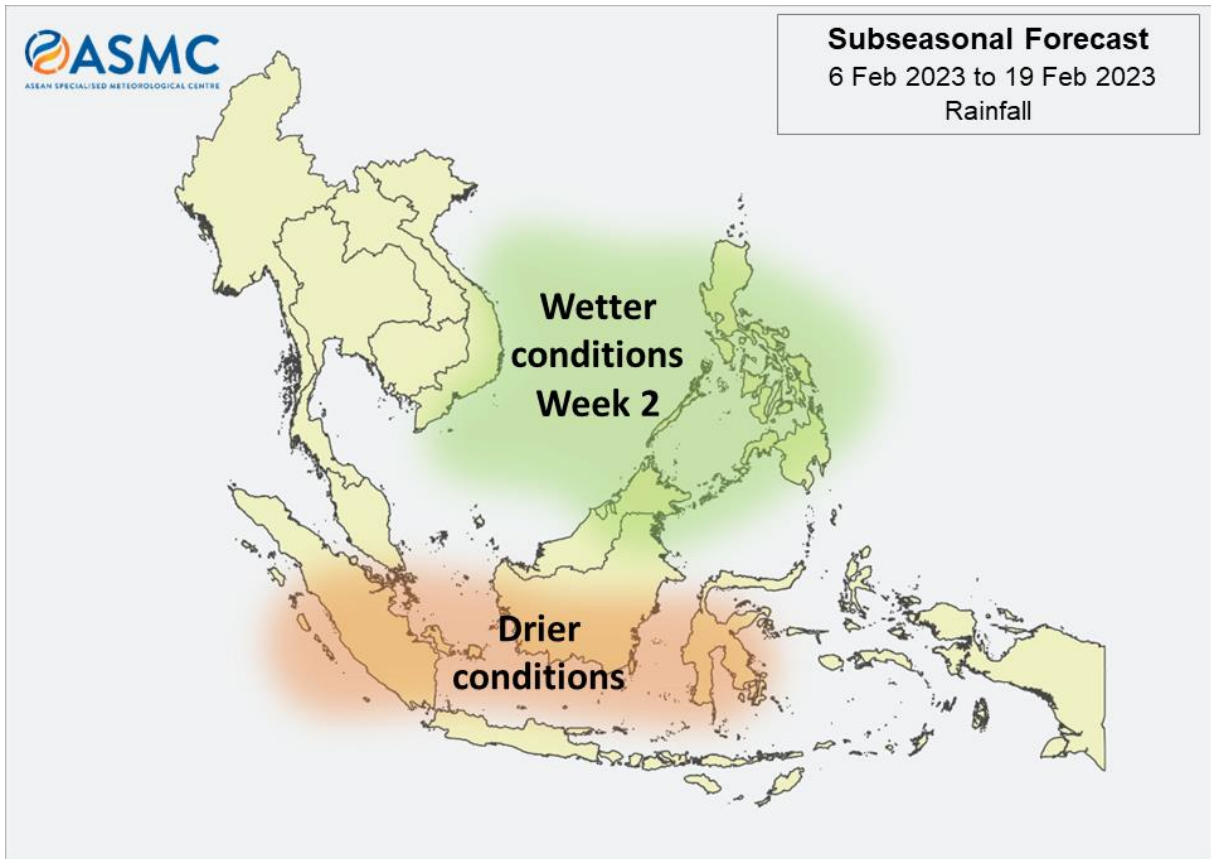 ASMC
ASEAN SPECIALISED METEOROLOGICAL CENTRE
Subseasonal Forecast
6 Feb 2023 to 19 Feb 2023
Rainfall
Wetter
conditions
Week 2
Drier
conditions